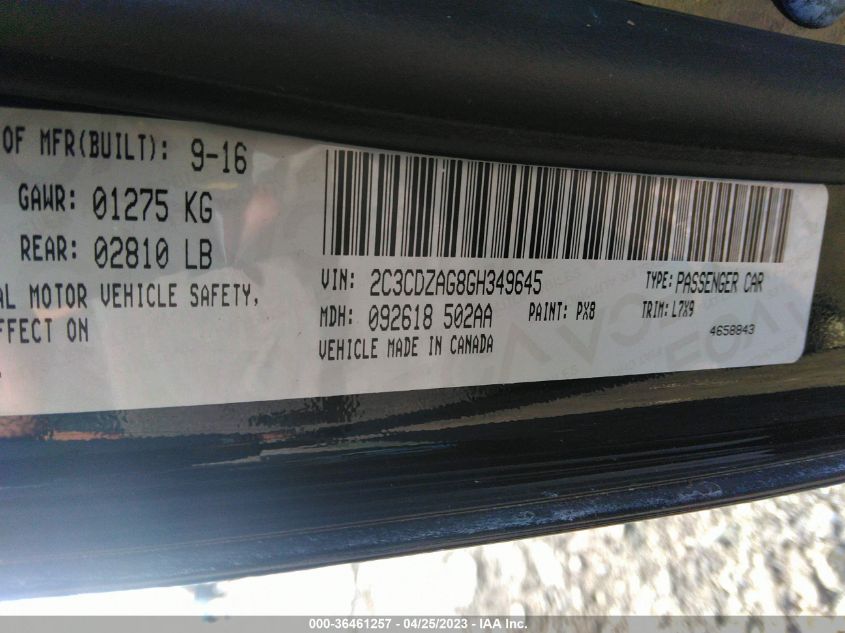 OF MFR(BUILT): 9-16
GAWR: 01275 KG
REAR: 02810 LB
AL MOTOR VEHICLE SAFETY,
FFECT ON
VIN: 2C3CDZAG8GH349645
TYPE: PASSENGER CAR
MDH: 092618 502AA
PAINT: PX8
TRIM: L7X9
VEHICLE MADE IN CANADA
4658843
000-36461257 - 04/25/2023 - IAA Inc.